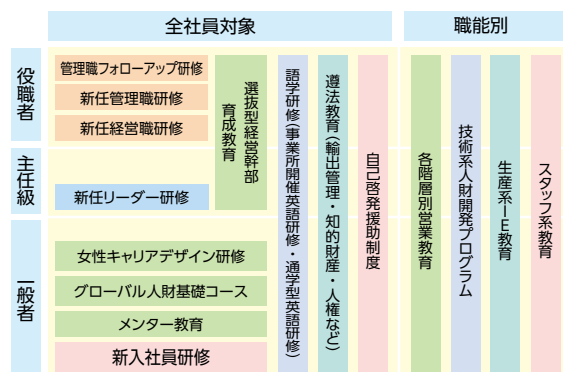 全社員対象
職能別
役職者
管理職フォローアップ研修
新任管理職研修
新任経営職研修
主任級
新任リーダー研修
一般者
女性キャリアデザイン研修
グローバル人財基礎コース
メンター教育
新入社員研修
選抜型経営幹部
育成教育
語学研修（事業所開催英語研修・通学型英語研修）
遵法教育（輸出管理・知的財産・人権など）
自己啓発援助制度
各階層別営業教育
技術系人財開発プログラム
生産系IE教育
スタッフ系教育